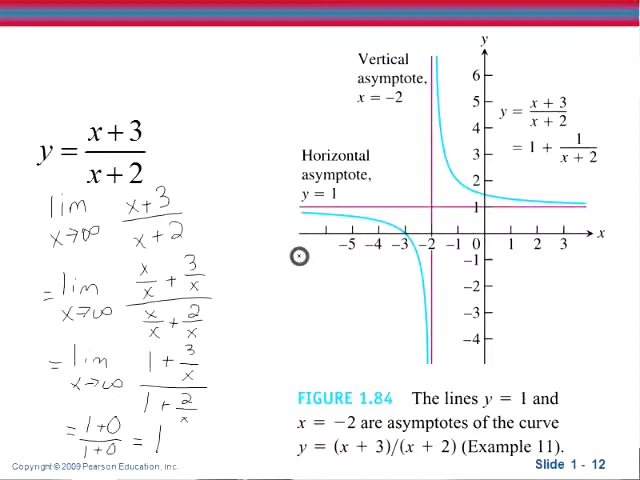 y = (x + 3)/(x + 2)
lim x→∞ (x+3)/(x+2)
= lim x→∞ (x/x + 3/x)/(x/x + 2/x)
= lim x→∞ (1 + 3/x)/(1 + 2/x)
= (1+0)/(1+0) = 1
Vertical
asymptote,
x = –2
Horizontal
asymptote,
y = 1
y
6
5
4
3
2
1
–5 –4 –3 –2 –1 0 1 2 3
x
–1
–2
–3
–4
y = (x + 3)/(x + 2)
= 1 + 1/(x + 2)
FIGURE 1.84 The lines y = 1 and
x = −2 are asymptotes of the curve
y = (x + 3)/(x + 2) (Example 11).
Copyright © 2009 Pearson Education, Inc.
Slide 1 - 12